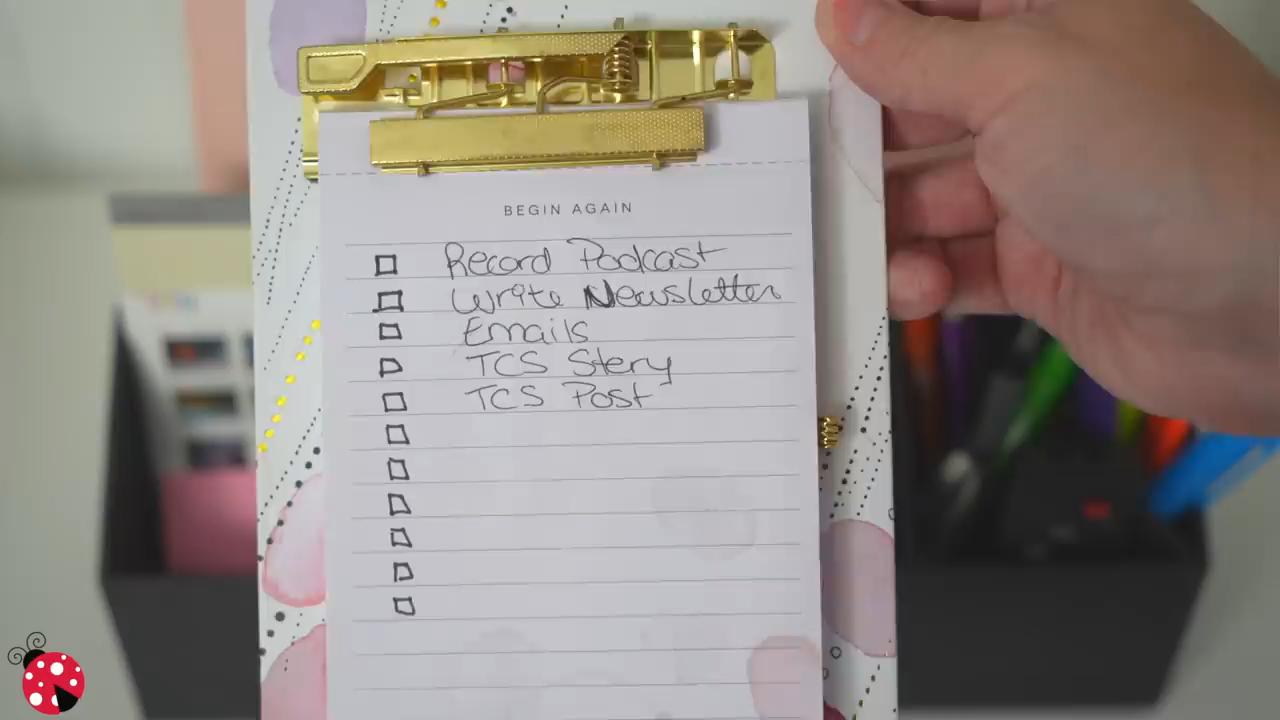 BEGIN AGAIN
Record Podcast
Write Newsletter
Emails
TCS Story
TCS Post